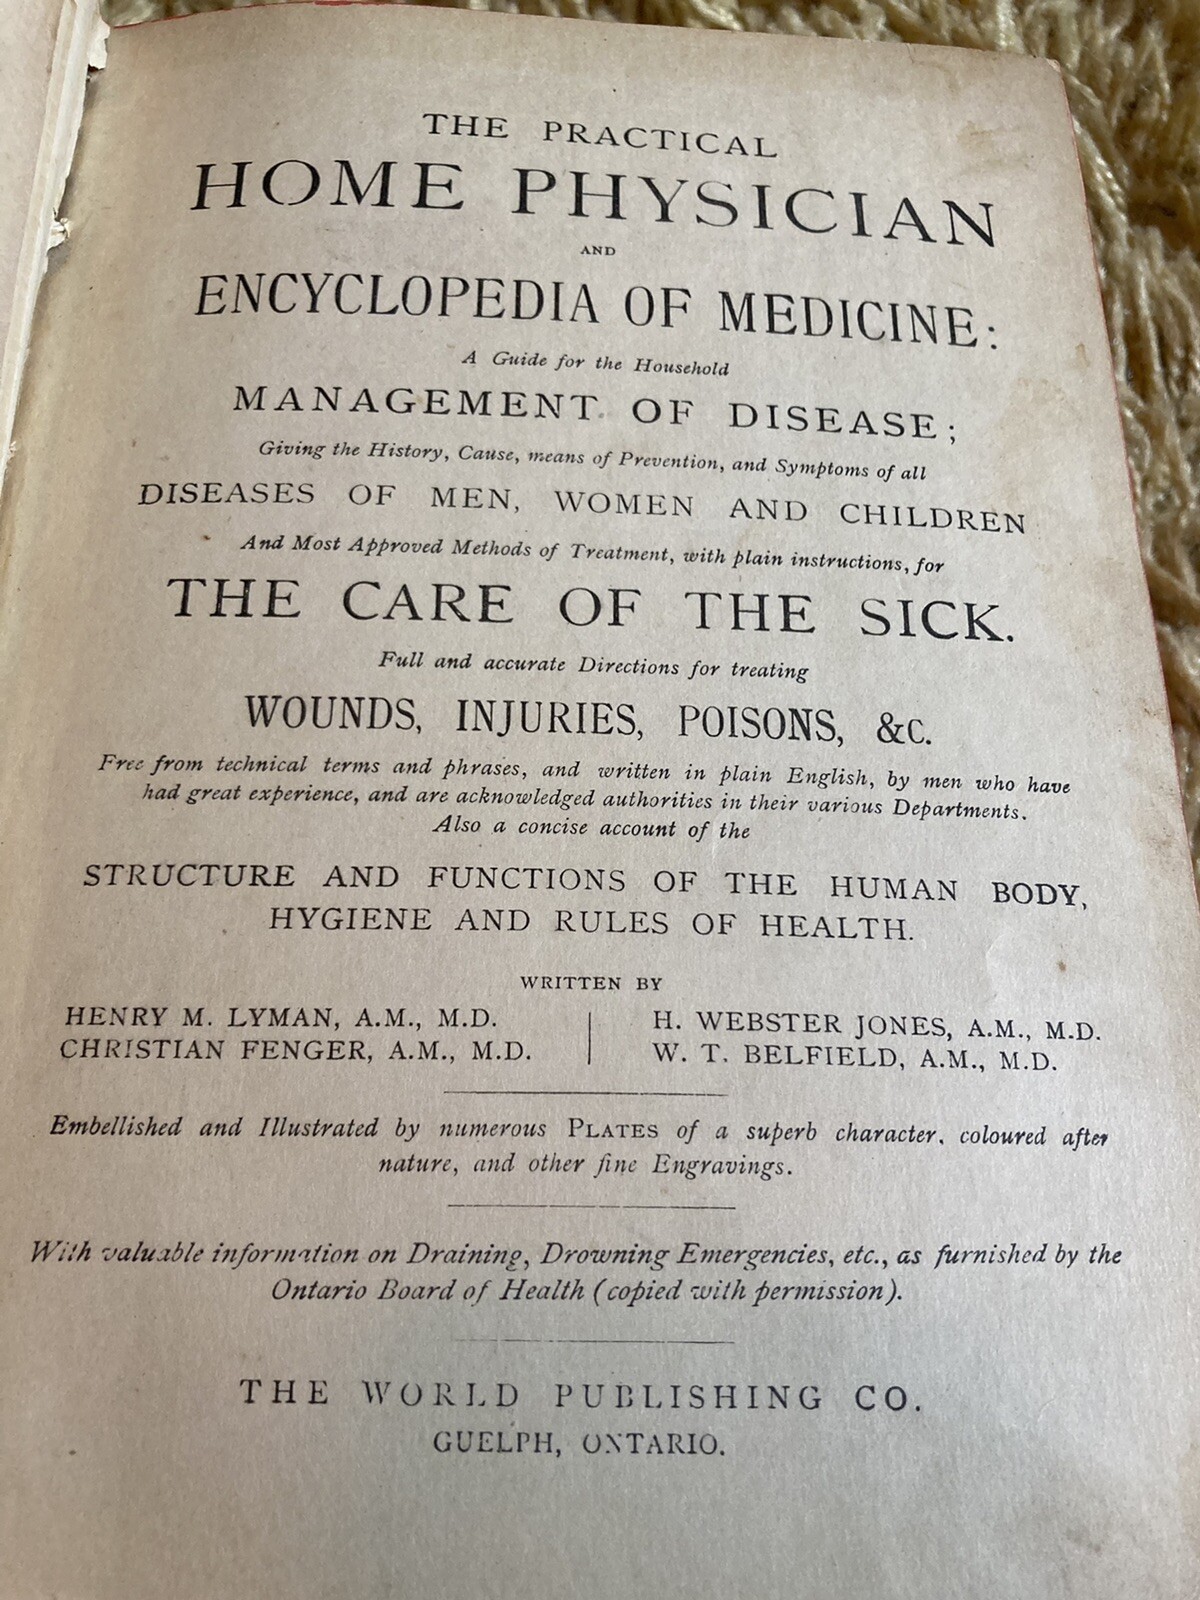 THE PRACTICAL
HOME PHYSICIAN
AND
ENCYCLOPEDIA OF MEDICINE:
A Guide for the Household
MANAGEMENT OF DISEASE;
Giving the History, Cause, means of Prevention, and Symptoms of all
DISEASES OF MEN, WOMEN AND CHILDREN
And Most Approved Methods of Treatment, with plain instructions, for
THE CARE OF THE SICK.
Full and accurate Directions for treating
WOUNDS, INJURIES, POISONS, &C.
Free from technical terms and phrases, and written in plain English, by men who have
had great experience, and are acknowledged authorities in their various Departments.
Also a concise account of the
STRUCTURE AND FUNCTIONS OF THE HUMAN BODY,
HYGIENE AND RULES OF HEALTH.
WRITTEN BY
HENRY M. LYMAN, A.M., M.D.
CHRISTIAN FENGER, A.M., M.D.
H. WEBSTER JONES, A.M., M.D.
W. T. BELFIELD, A.M., M.D.
Embellished and Illustrated by numerous PLATES of a superb character, coloured after
nature, and other fine Engravings.
With valuable information on Draining, Drowning Emergencies, etc., as furnished by the
Ontario Board of Health (copied with permission).
THE WORLD PUBLISHING CO.
GUELPH, ONTARIO.